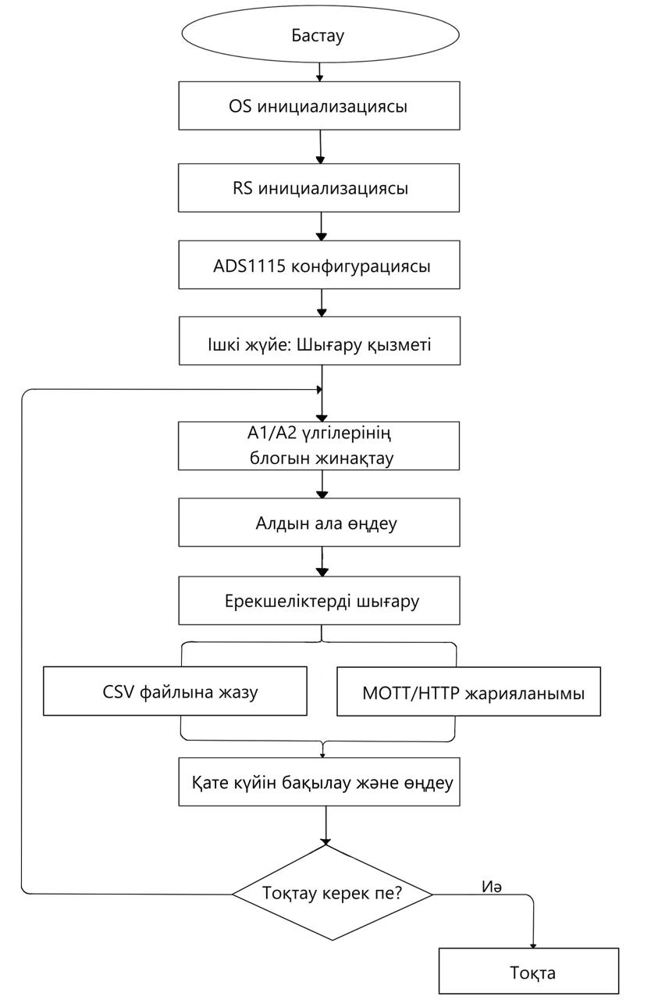 Бастау
OS инициализациясы
RS инициализациясы
ADS1115 конфигурациясы
Ішкі жүйе: Шығару қызметі
A1/A2 үлгілерінің
блогын жинақтау
Алдын ала өңдеу
Ерекшеліктерді шығару
CSV файлына жазу
MOTT/HTTP жарияланымы
Қате күйін бақылау және өңдеу
Тоқтау керек пе?
Иә
Тоқта